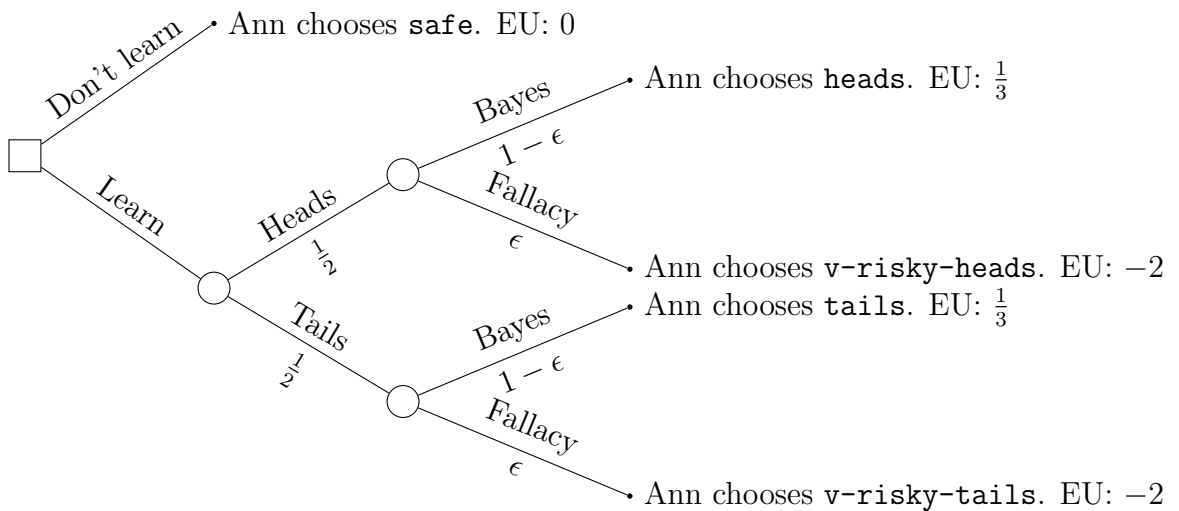 Don't learn
Ann chooses safe. EU: 0
Learn
Heads
1/2
Tails
1/2
Bayes
1 − ϵ
Ann chooses heads. EU: 1/3
Fallacy
ϵ
Ann chooses v-risky-heads. EU: −2
Bayes
1 − ϵ
Ann chooses tails. EU: 1/3
Fallacy
ϵ
Ann chooses v-risky-tails. EU: −2